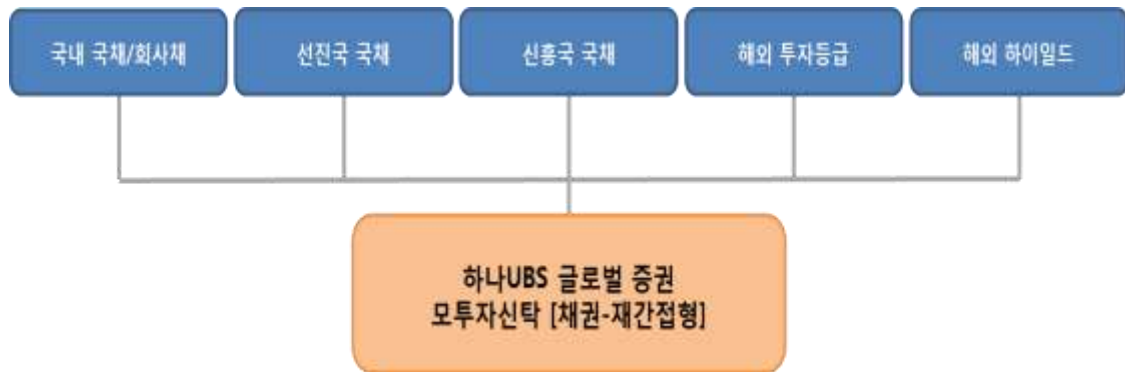 국내 국채/회사채
선진국 국채
신흥국 국채
해외 투자등급
해외 하이일드
하나UBS 글로벌 증권
모투자신탁 [채권-재간접형]